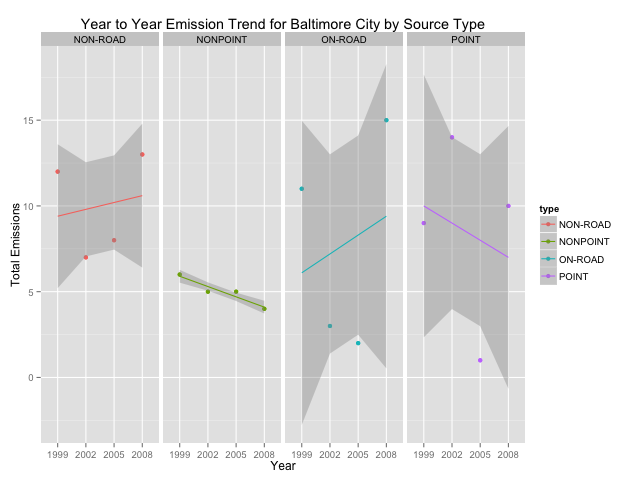 Year to Year Emission Trend for Baltimore City by Source Type
NON-ROAD NONPOINT ON-ROAD POINT
15
10
5
0
Total Emissions
1999 2002 2005 2008 1999 2002 2005 2008 1999 2002 2005 2008 1999 2002 2005 2008
Year
type
NON-ROAD
NONPOINT
ON-ROAD
POINT